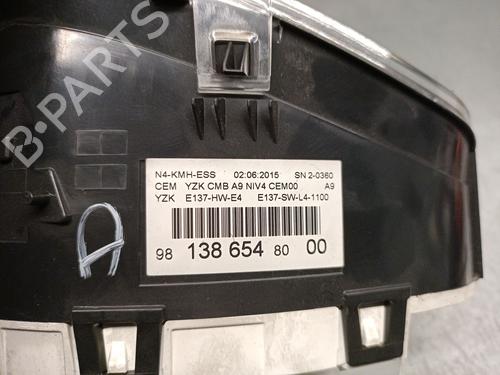 B-PARTS
N4-KMH-ESS 02:06:2015 SN 2-0360
CEM YZK CMB A9 NIV4 CEM00 A9
YZK E137-HW-E4 E137-SW-L4-1100
98 138 654 80 00